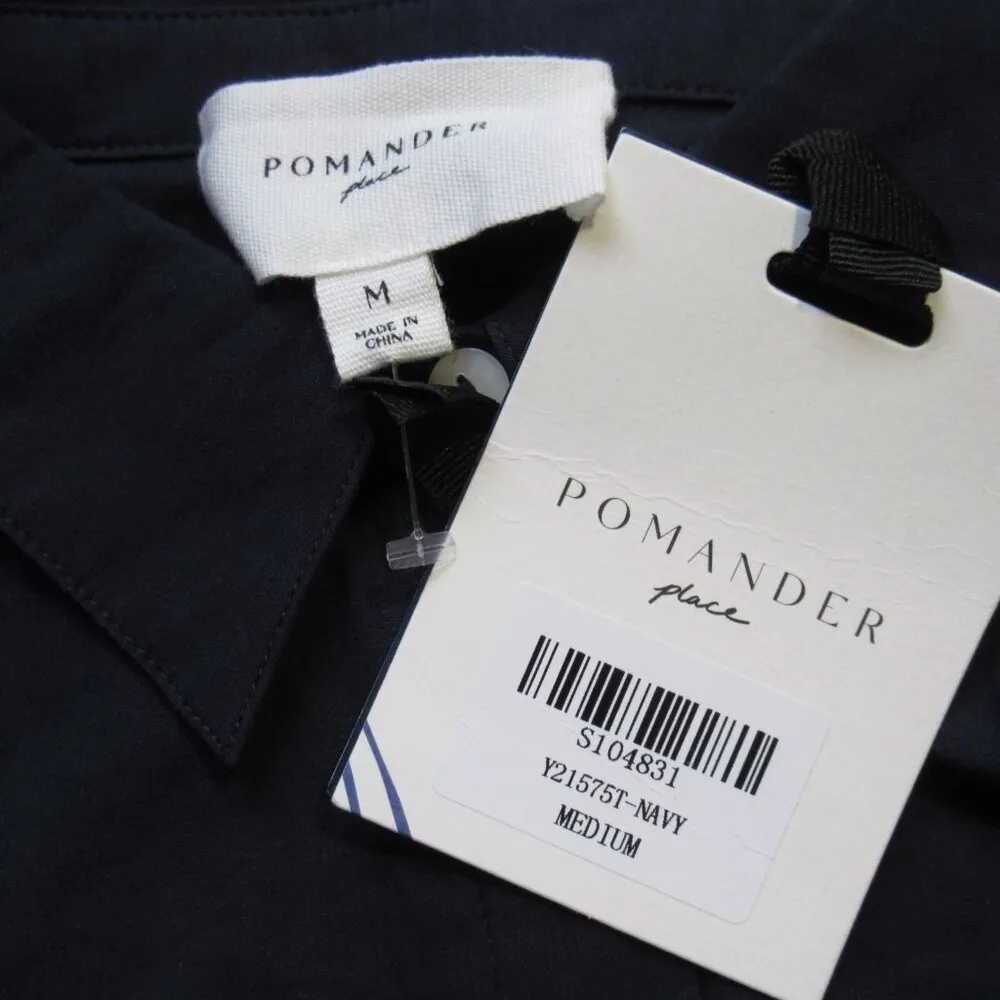 POMANDER
place
M
MADE IN
CHINA
POMANDER
place
S104831
Y21575T-NAVY
MEDIUM